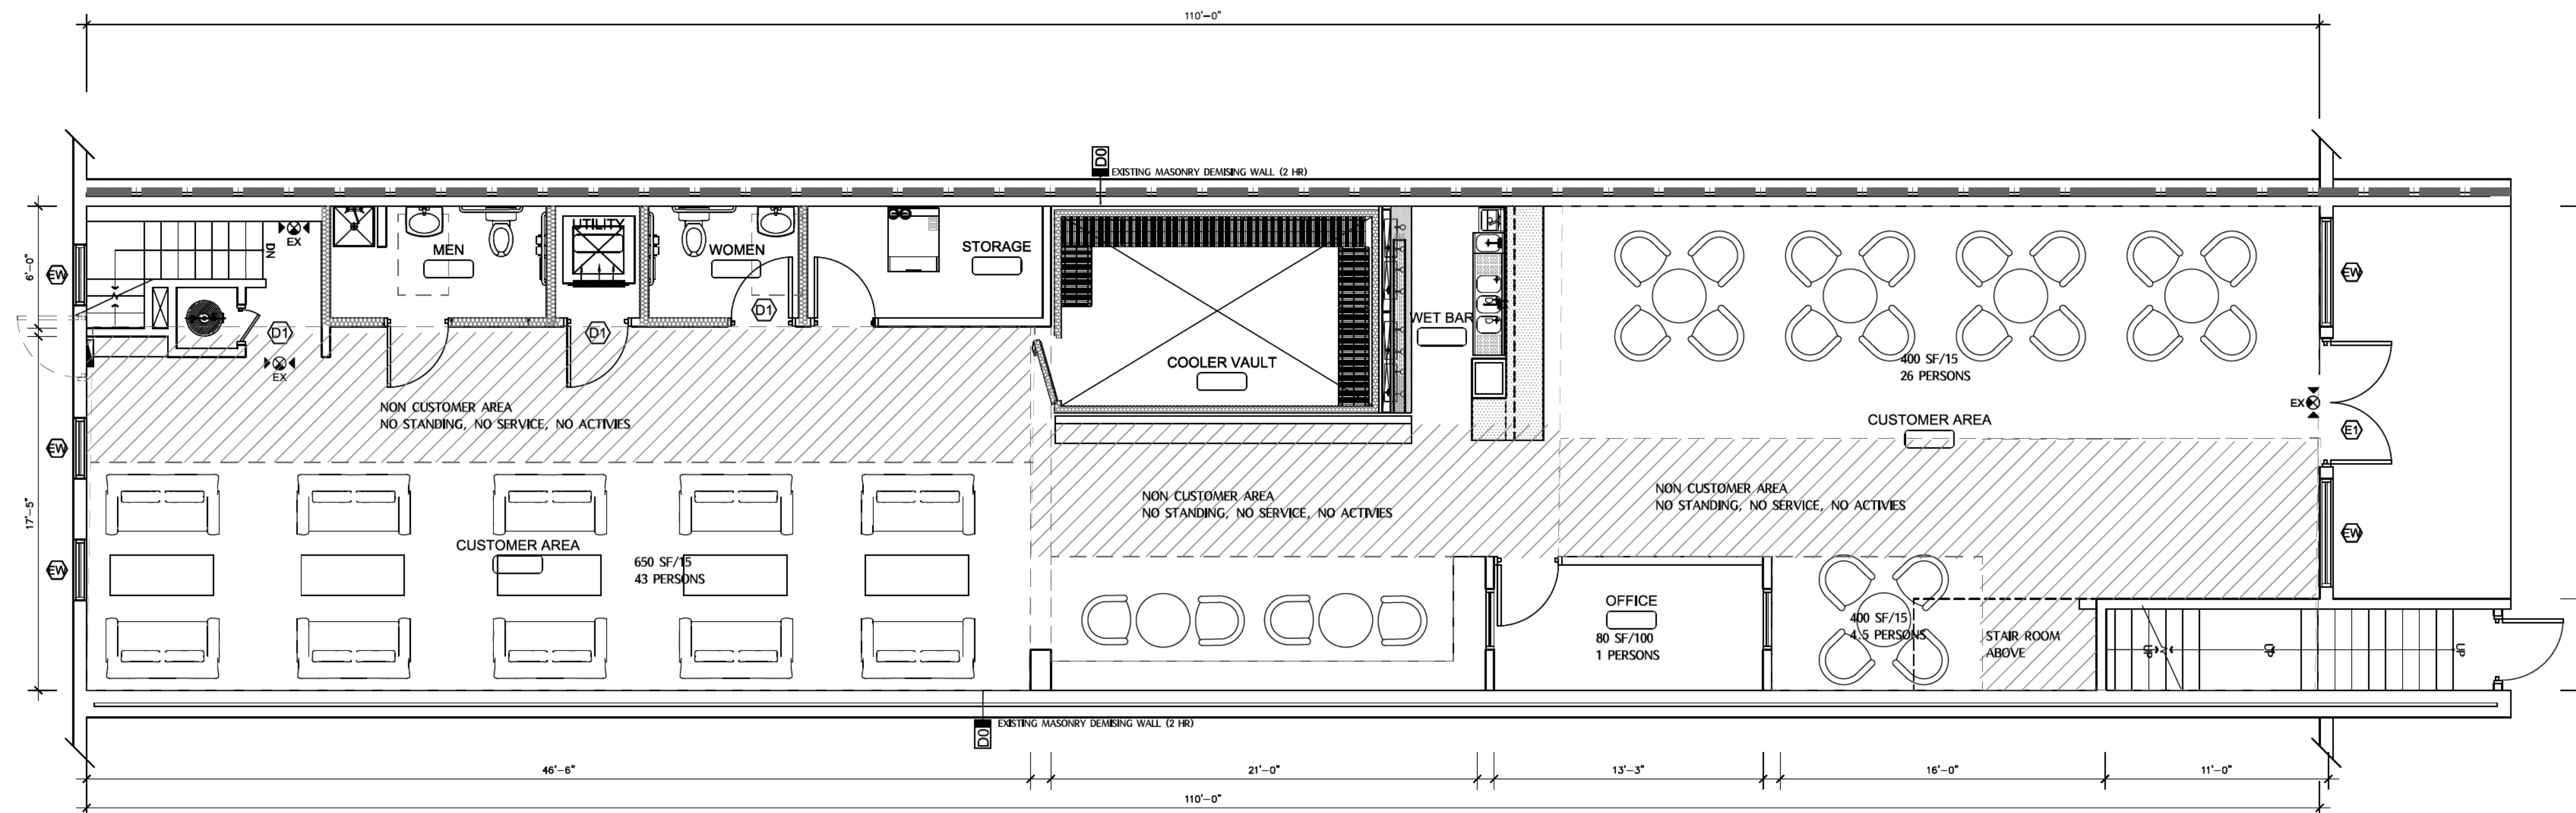 110'-0"
D0
EXISTING MASONRY DEMISING WALL (2 HR)
6'-0"
17'-5"
EW
EW
EW
DN
EX
EX
D1
MEN
UTILITY
D1
WOMEN
D1
STORAGE
COOLER VAULT
WET BAR
400 SF/15
26 PERSONS
CUSTOMER AREA
EW
EX
E1
EW
NON CUSTOMER AREA
NO STANDING, NO SERVICE, NO ACTIVIES
NON CUSTOMER AREA
NO STANDING, NO SERVICE, NO ACTIVIES
NON CUSTOMER AREA
NO STANDING, NO SERVICE, NO ACTIVIES
CUSTOMER AREA
650 SF/15
43 PERSONS
OFFICE
80 SF/100
1 PERSONS
400 SF/15
4.5 PERSONS
STAIR ROOM
ABOVE
UP
UP
UP
D0
EXISTING MASONRY DEMISING WALL (2 HR)
46'-6"
21'-0"
13'-3"
16'-0"
11'-0"
110'-0"